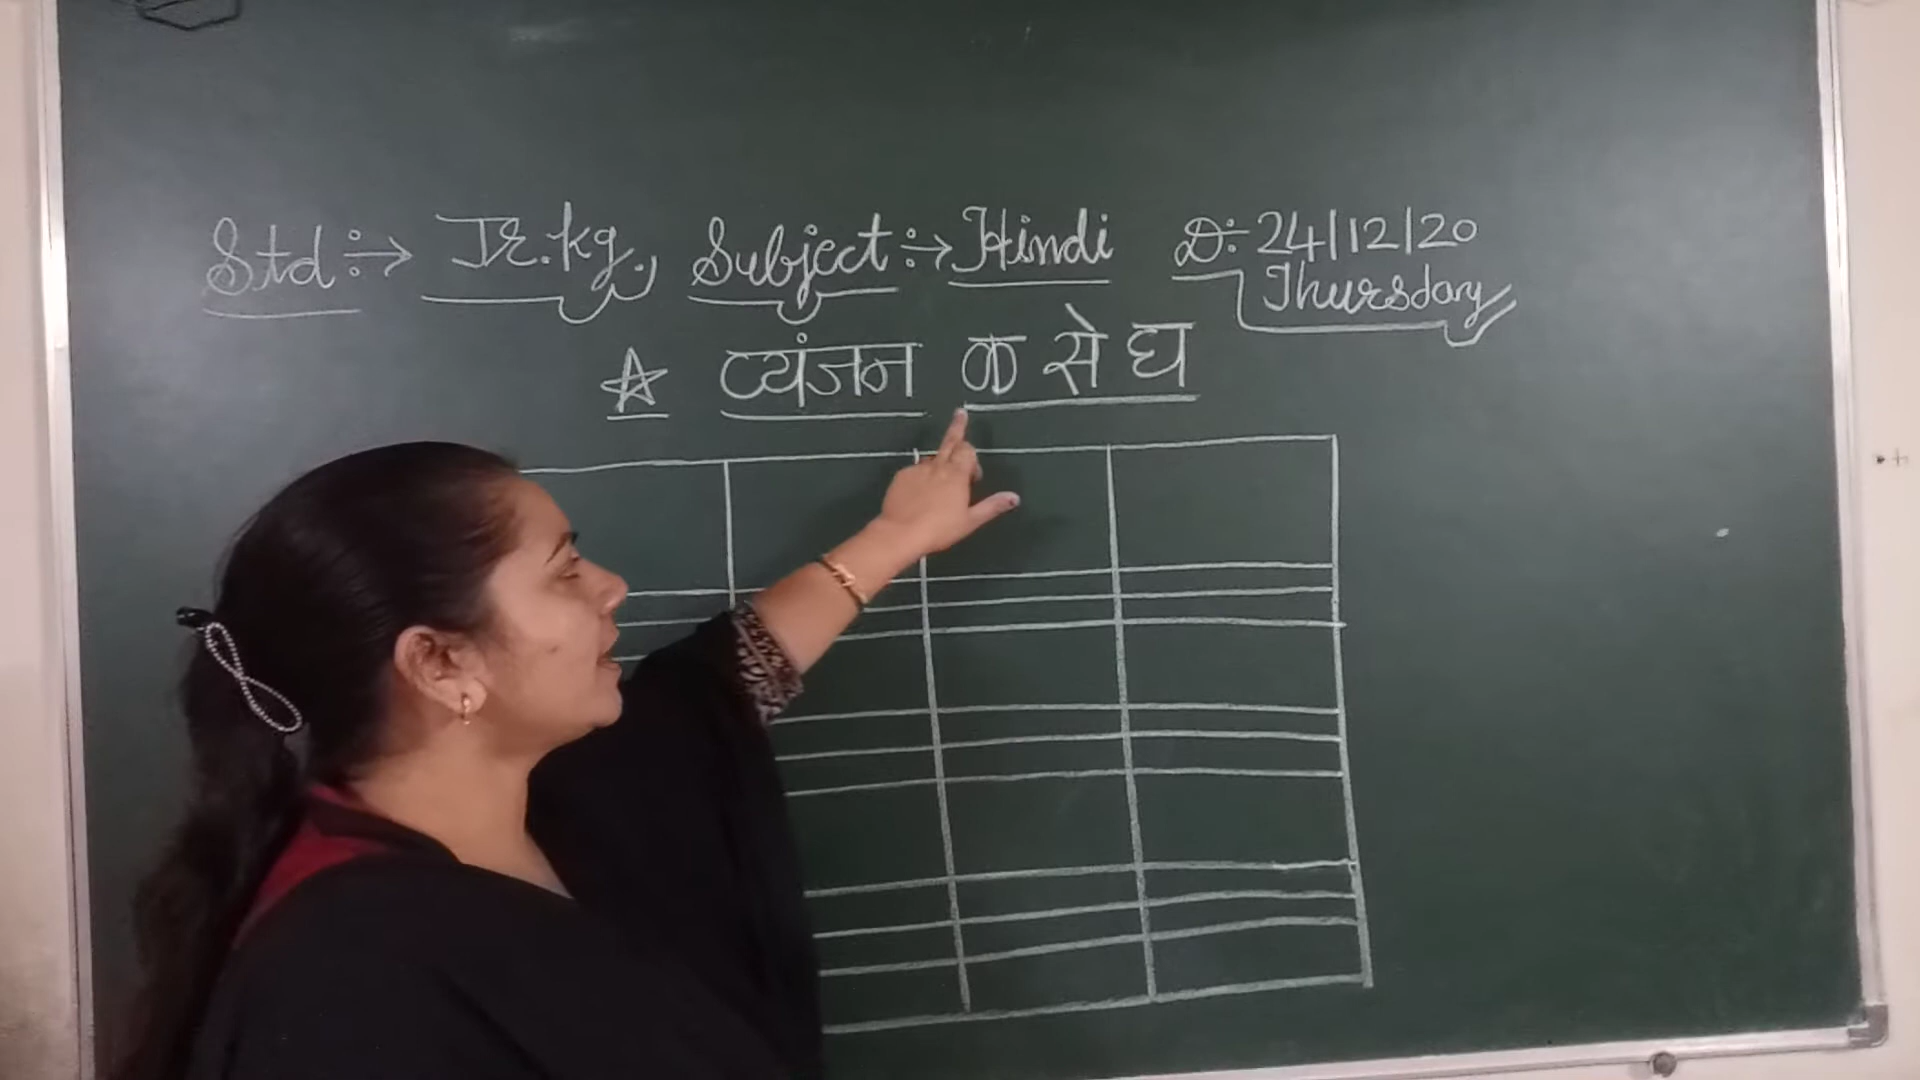 Std :→ Jr.kg., Subject :→ Hindi D:- 24/12/20
Thursday
☆ व्यंजन क से घ